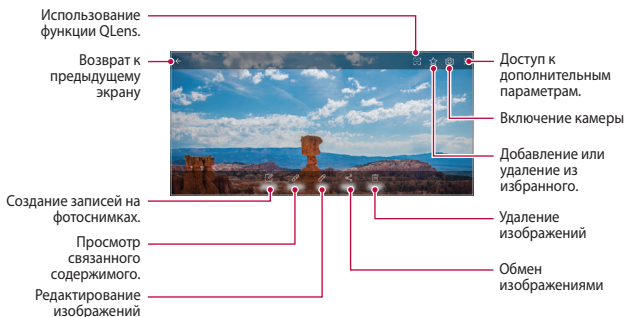 Использование
функции QLens.
Возврат к
предыдущему
экрану
Создание записей на
фотоснимках.
Просмотр
связанного
содержимого.
Редактирование
изображений
Доступ к
дополнительным
параметрам.
Включение камеры
Добавление или
удаление из
избранного.
Удаление
изображений
Обмен
изображениями